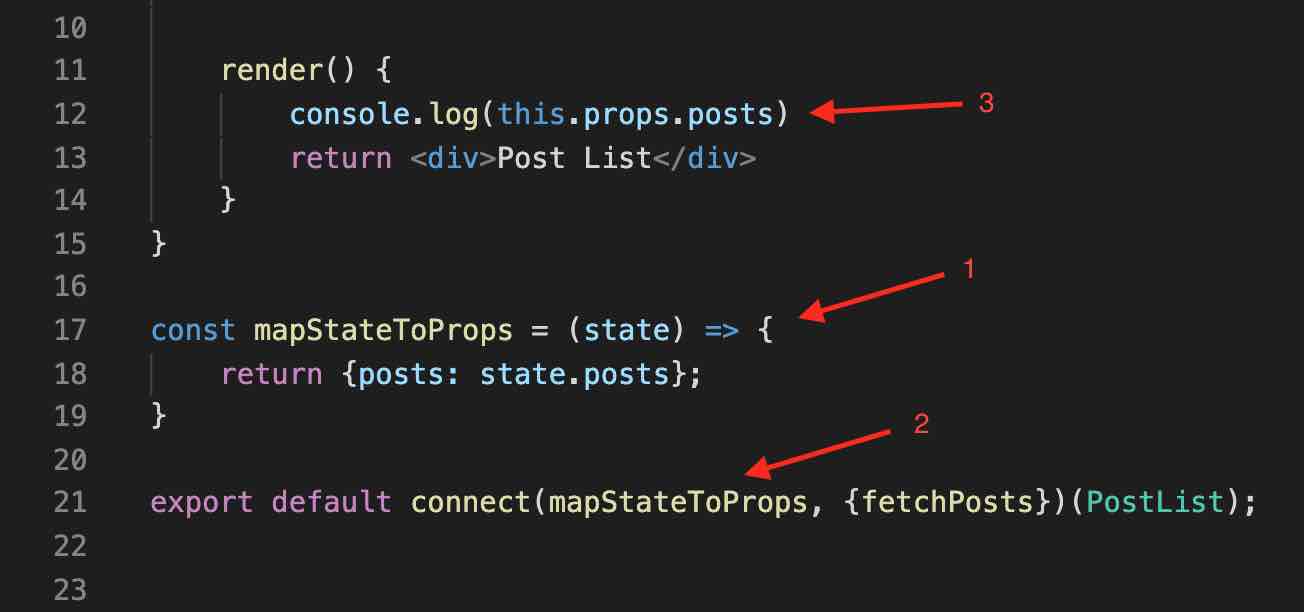 10
11 render() {
12 console.log(this.props.posts) 3
13 return <div>Post List</div>
14 }
15 }
16 1
17 const mapStateToProps = (state) => {
18 return {posts: state.posts};
19 }
20 2
21 export default connect(mapStateToProps, {fetchPosts})(PostList);
22
23